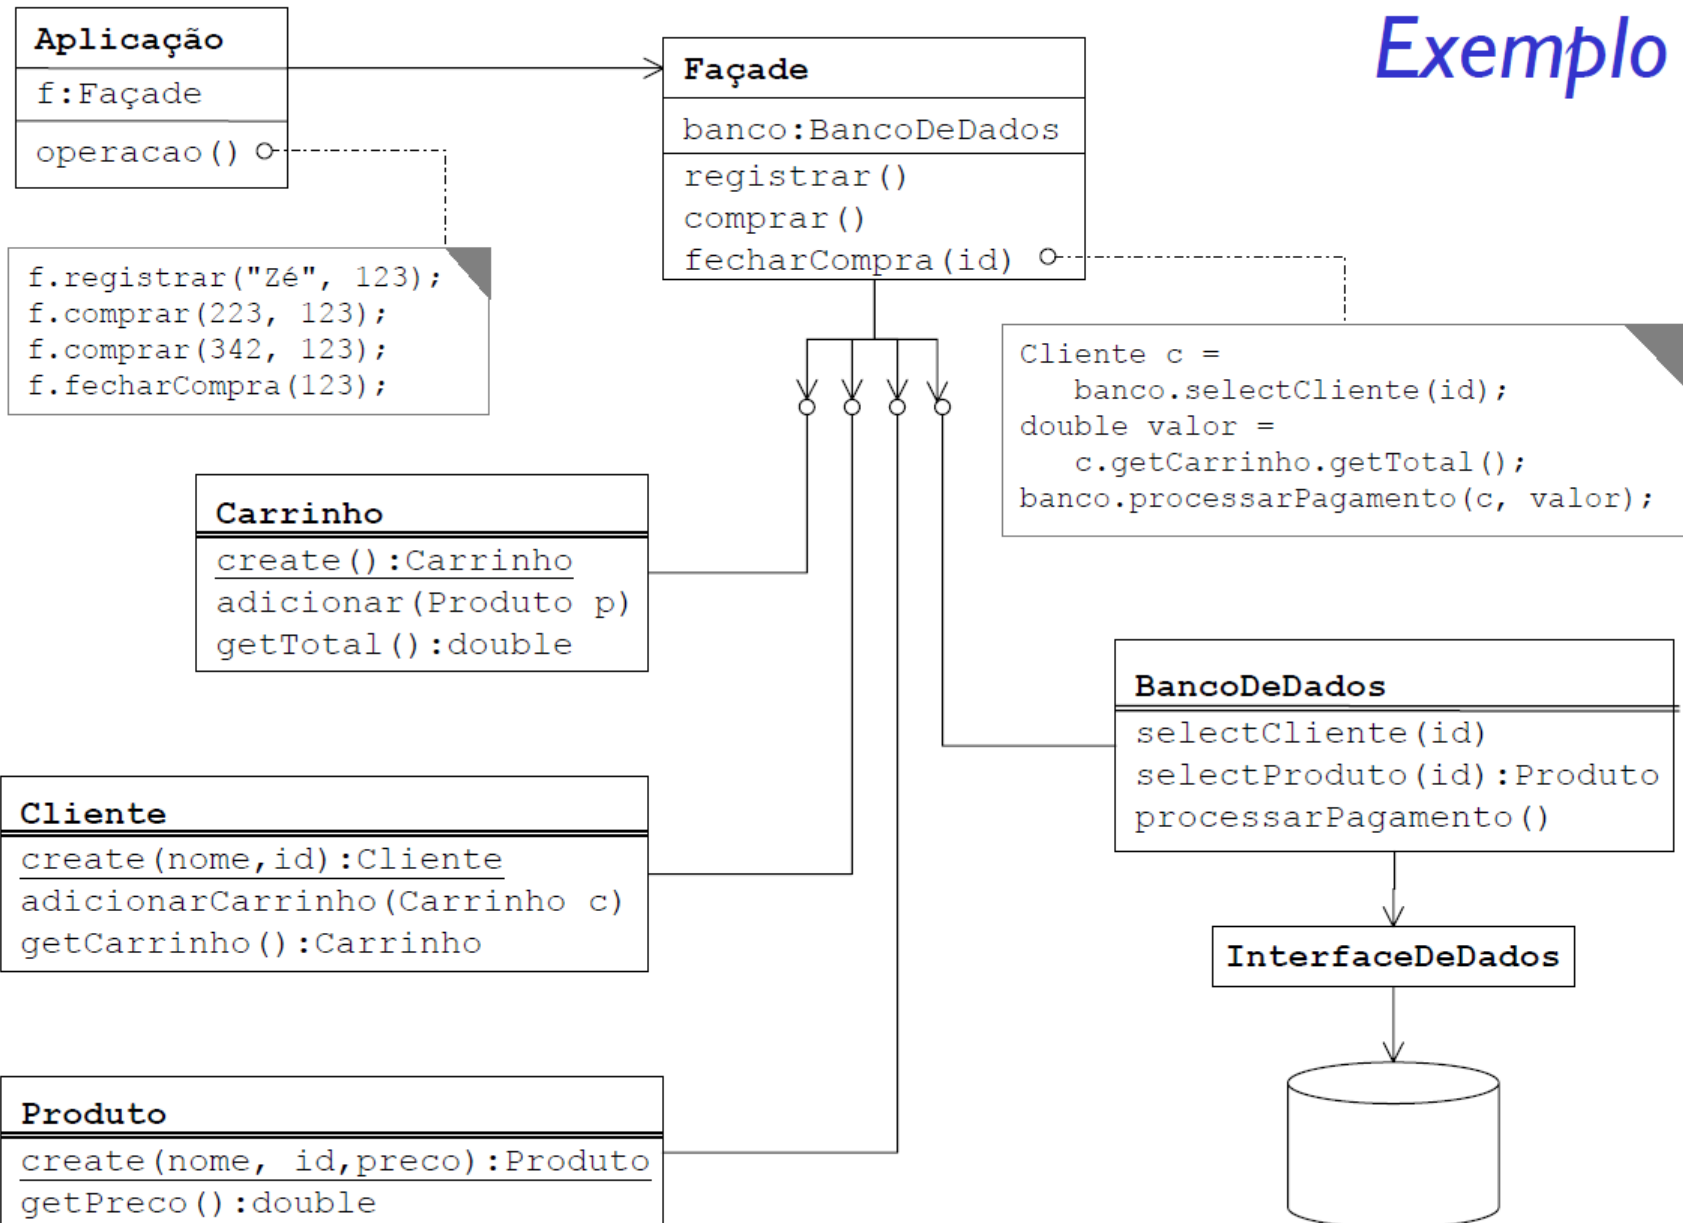 Exemplo
Aplicação
f:Façade
operacao()
f.registrar("Zé", 123);
f.comprar(223, 123);
f.comprar(342, 123);
f.fecharCompra(123);
Façade
banco:BancoDeDados
registrar()
comprar()
fecharCompra(id)
Cliente c =
banco.selectCliente(id);
double valor =
c.getCarrinho.getTotal();
banco.processarPagamento(c, valor);
Carrinho
create():Carrinho
adicionar(Produto p)
getTotal():double
BancoDeDados
selectCliente(id)
selectProduto(id):Produto
processarPagamento()
Cliente
create(nome,id):Cliente
adicionarCarrinho(Carrinho c)
getCarrinho():Carrinho
InterfaceDeDados
Produto
create(nome, id,preco):Produto
getPreco():double